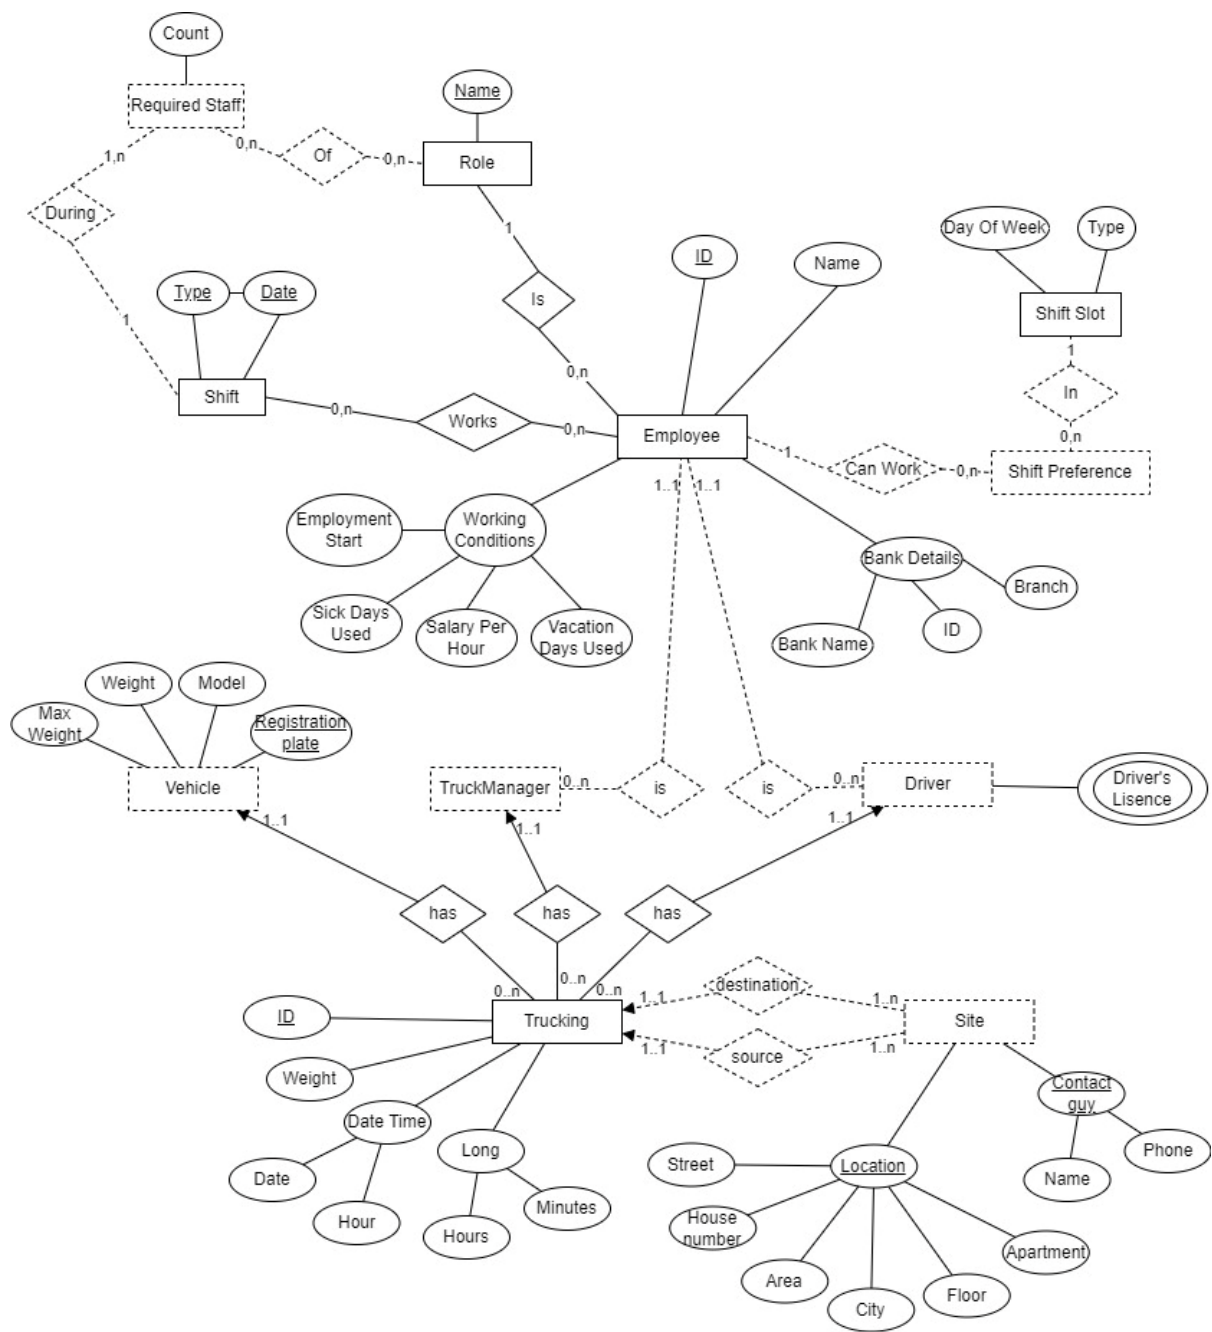 Count
Required Staff
Name
1,n
0,n
Of
0,n
Role
During
1
Day Of Week
Type
ID
Name
Type
Date
Is
Shift Slot
1
1
In
0,n
Shift
0,n
Works
0,n
Employee
0,n
1
Can Work
0,n
Shift Preference
1..1
1..1
Employment
Start
Working
Conditions
Bank Details
Branch
Sick Days
Used
Salary Per
Hour
Vacation
Days Used
Bank Name
ID
Weight
Model
Max
Weight
Registration
plate
Vehicle
TruckManager
0..n
is
is
0..n
Driver
Driver's
Lisence
1..1
1..1
1..1
has
has
has
0..n
0..n
0..n
destination
1..1
1..n
ID
Trucking
Site
1..1
source
1..n
Weight
Contact
guy
Date Time
Long
Phone
Street
Location
Name
Date
Minutes
Hour
Hours
House
number
Apartment
Area
Floor
City